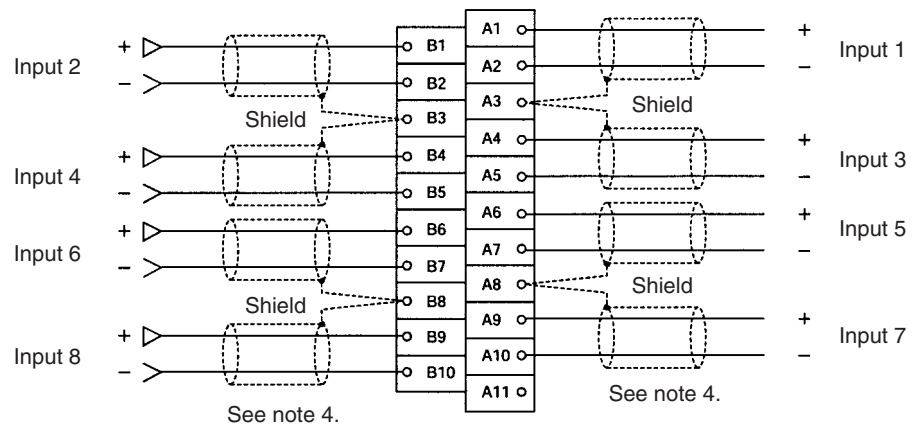 Input 2
+
−
B1
B2
Shield
B3
Input 4
+
−
B4
B5
Input 6
+
−
B6
B7
Shield
B8
Input 8
+
−
B9
B10
See note 4.
A1
A2
+
−
Input 1
A3
Shield
A4
A5
+
−
Input 3
A6
A7
+
−
Input 5
A8
Shield
A9
A10
+
−
Input 7
A11
See note 4.